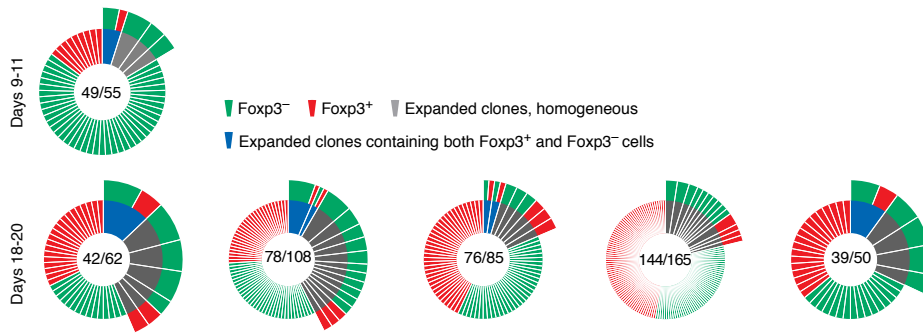 Days 9-11
49/55
Foxp3⁻ Foxp3⁺ Expanded clones, homogeneous
Expanded clones containing both Foxp3⁺ and Foxp3⁻ cells
Days 18-20
42/62 78/108 76/85 144/165 39/50